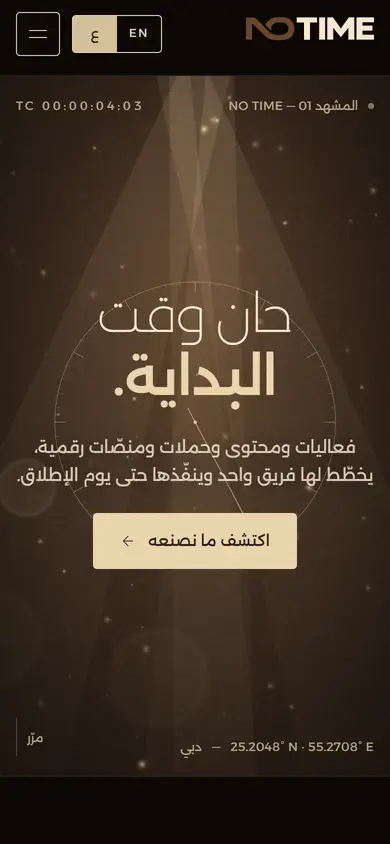 NO TIME
ع EN
المشهد 01 — NO TIME
TC 00:00:04:03
حان وقت
البداية.
فعاليات ومحتوى وحملات ومنصّات رقمية،
يخطّط لها فريق واحد وينفّذها حتى يوم الإطلاق.
اكتشف ما نصنعه ←
25.2048° N · 55.2708° E — دبي
مرّر